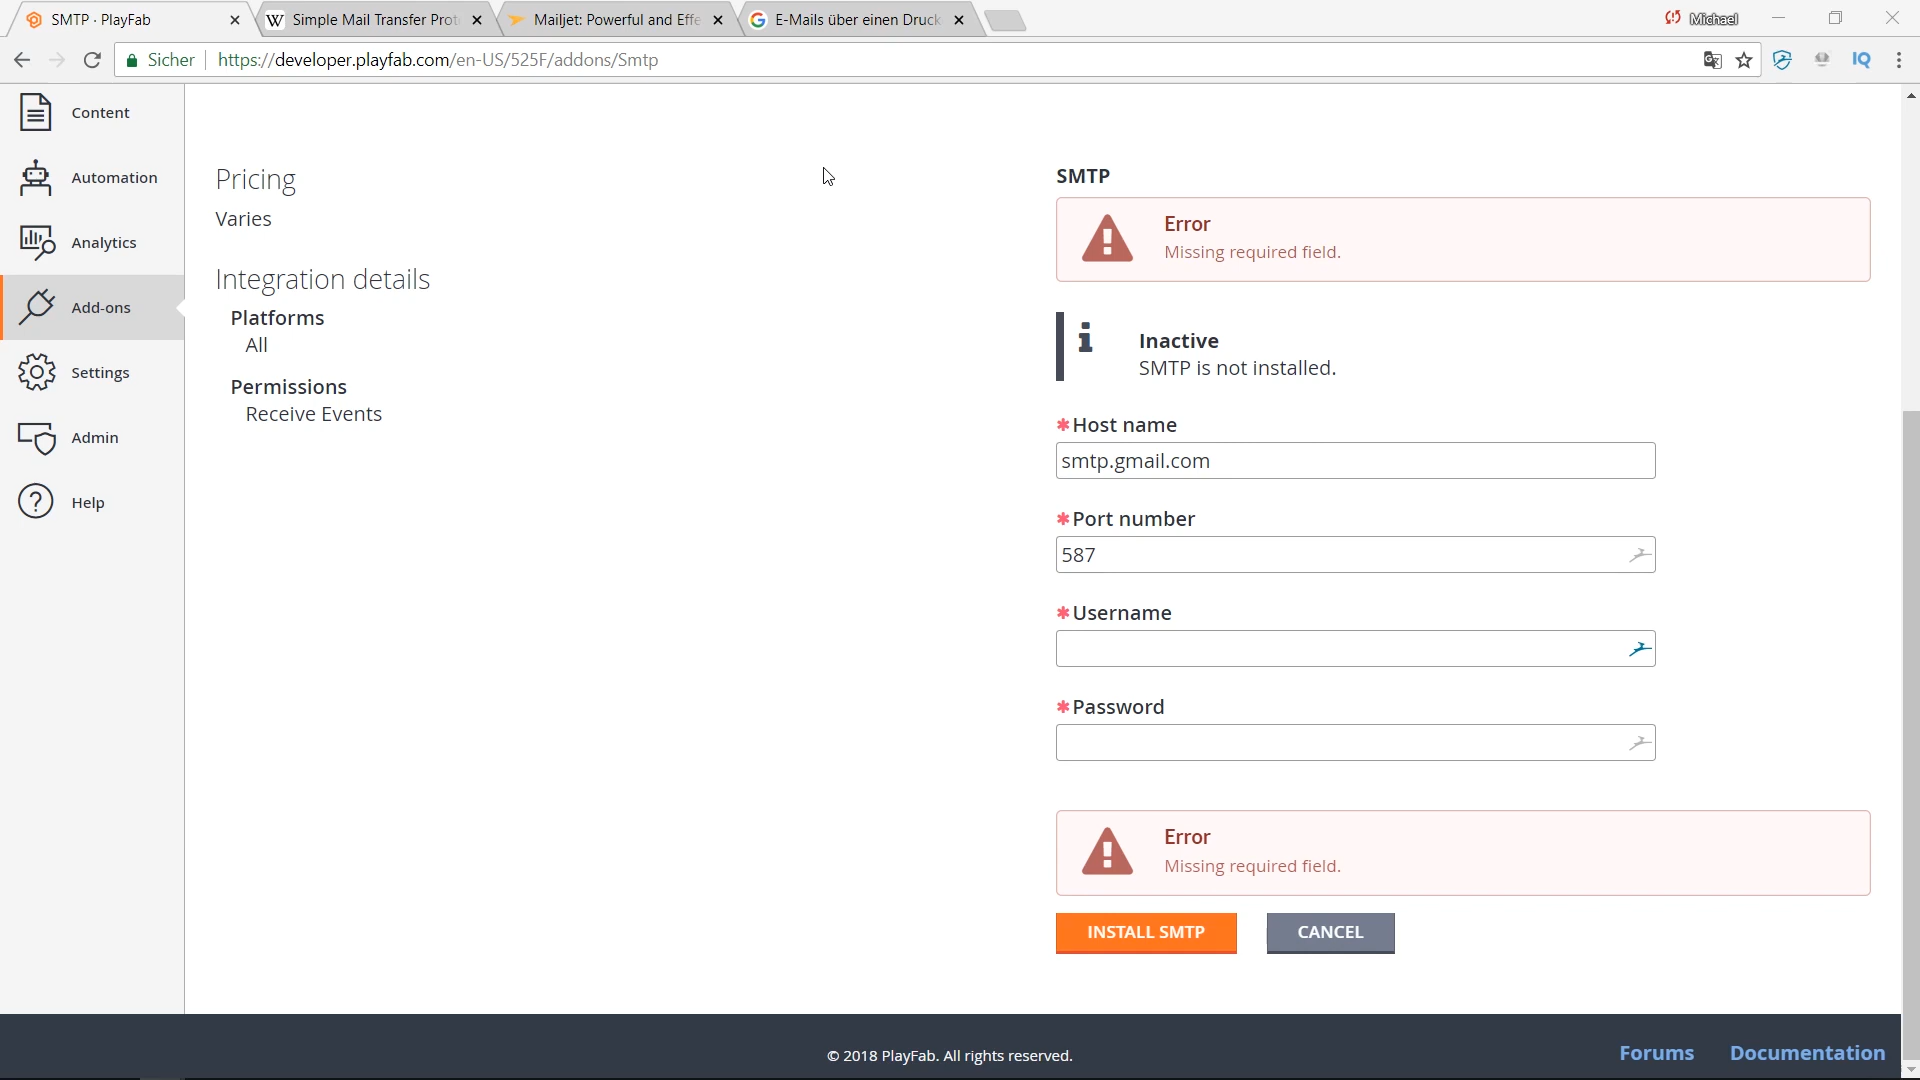 SMTP · PlayFab
Simple Mail Transfer Prot
Mailjet: Powerful and Effe
E-Mails über einen Druck
Michael
Sicher
https://developer.playfab.com/en-US/525F/addons/Smtp
IQ
Content
Automation
Analytics
Add-ons
Settings
Admin
Help
Pricing
Varies
Integration details
Platforms
All
Permissions
Receive Events
SMTP
Error
Missing required field.
Inactive
SMTP is not installed.
*Host name
smtp.gmail.com
*Port number
587
*Username
*Password
Error
Missing required field.
INSTALL SMTP
CANCEL
© 2018 PlayFab. All rights reserved.
Forums
Documentation